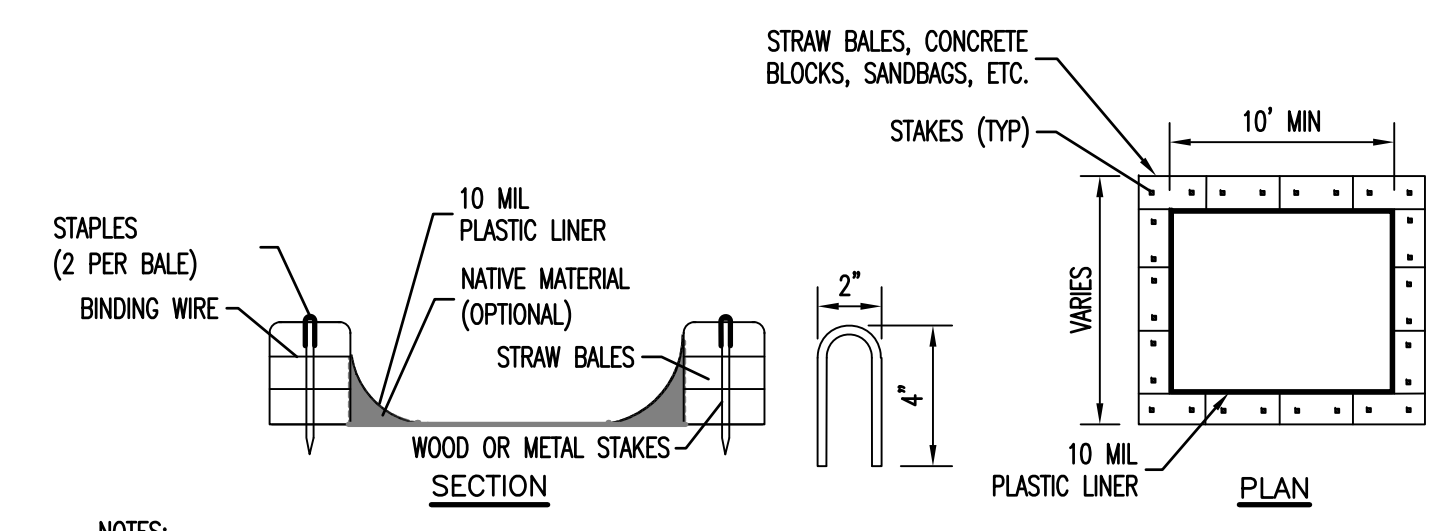 STRAW BALES, CONCRETE
BLOCKS, SANDBAGS, ETC.
STAKES (TYP)
10' MIN
VARIES
10 MIL
PLASTIC LINER
PLAN
STAPLES
(2 PER BALE)
BINDING WIRE
10 MIL
PLASTIC LINER
NATIVE MATERIAL
(OPTIONAL)
STRAW BALES
WOOD OR METAL STAKES
SECTION
2"
4"
NOTES: